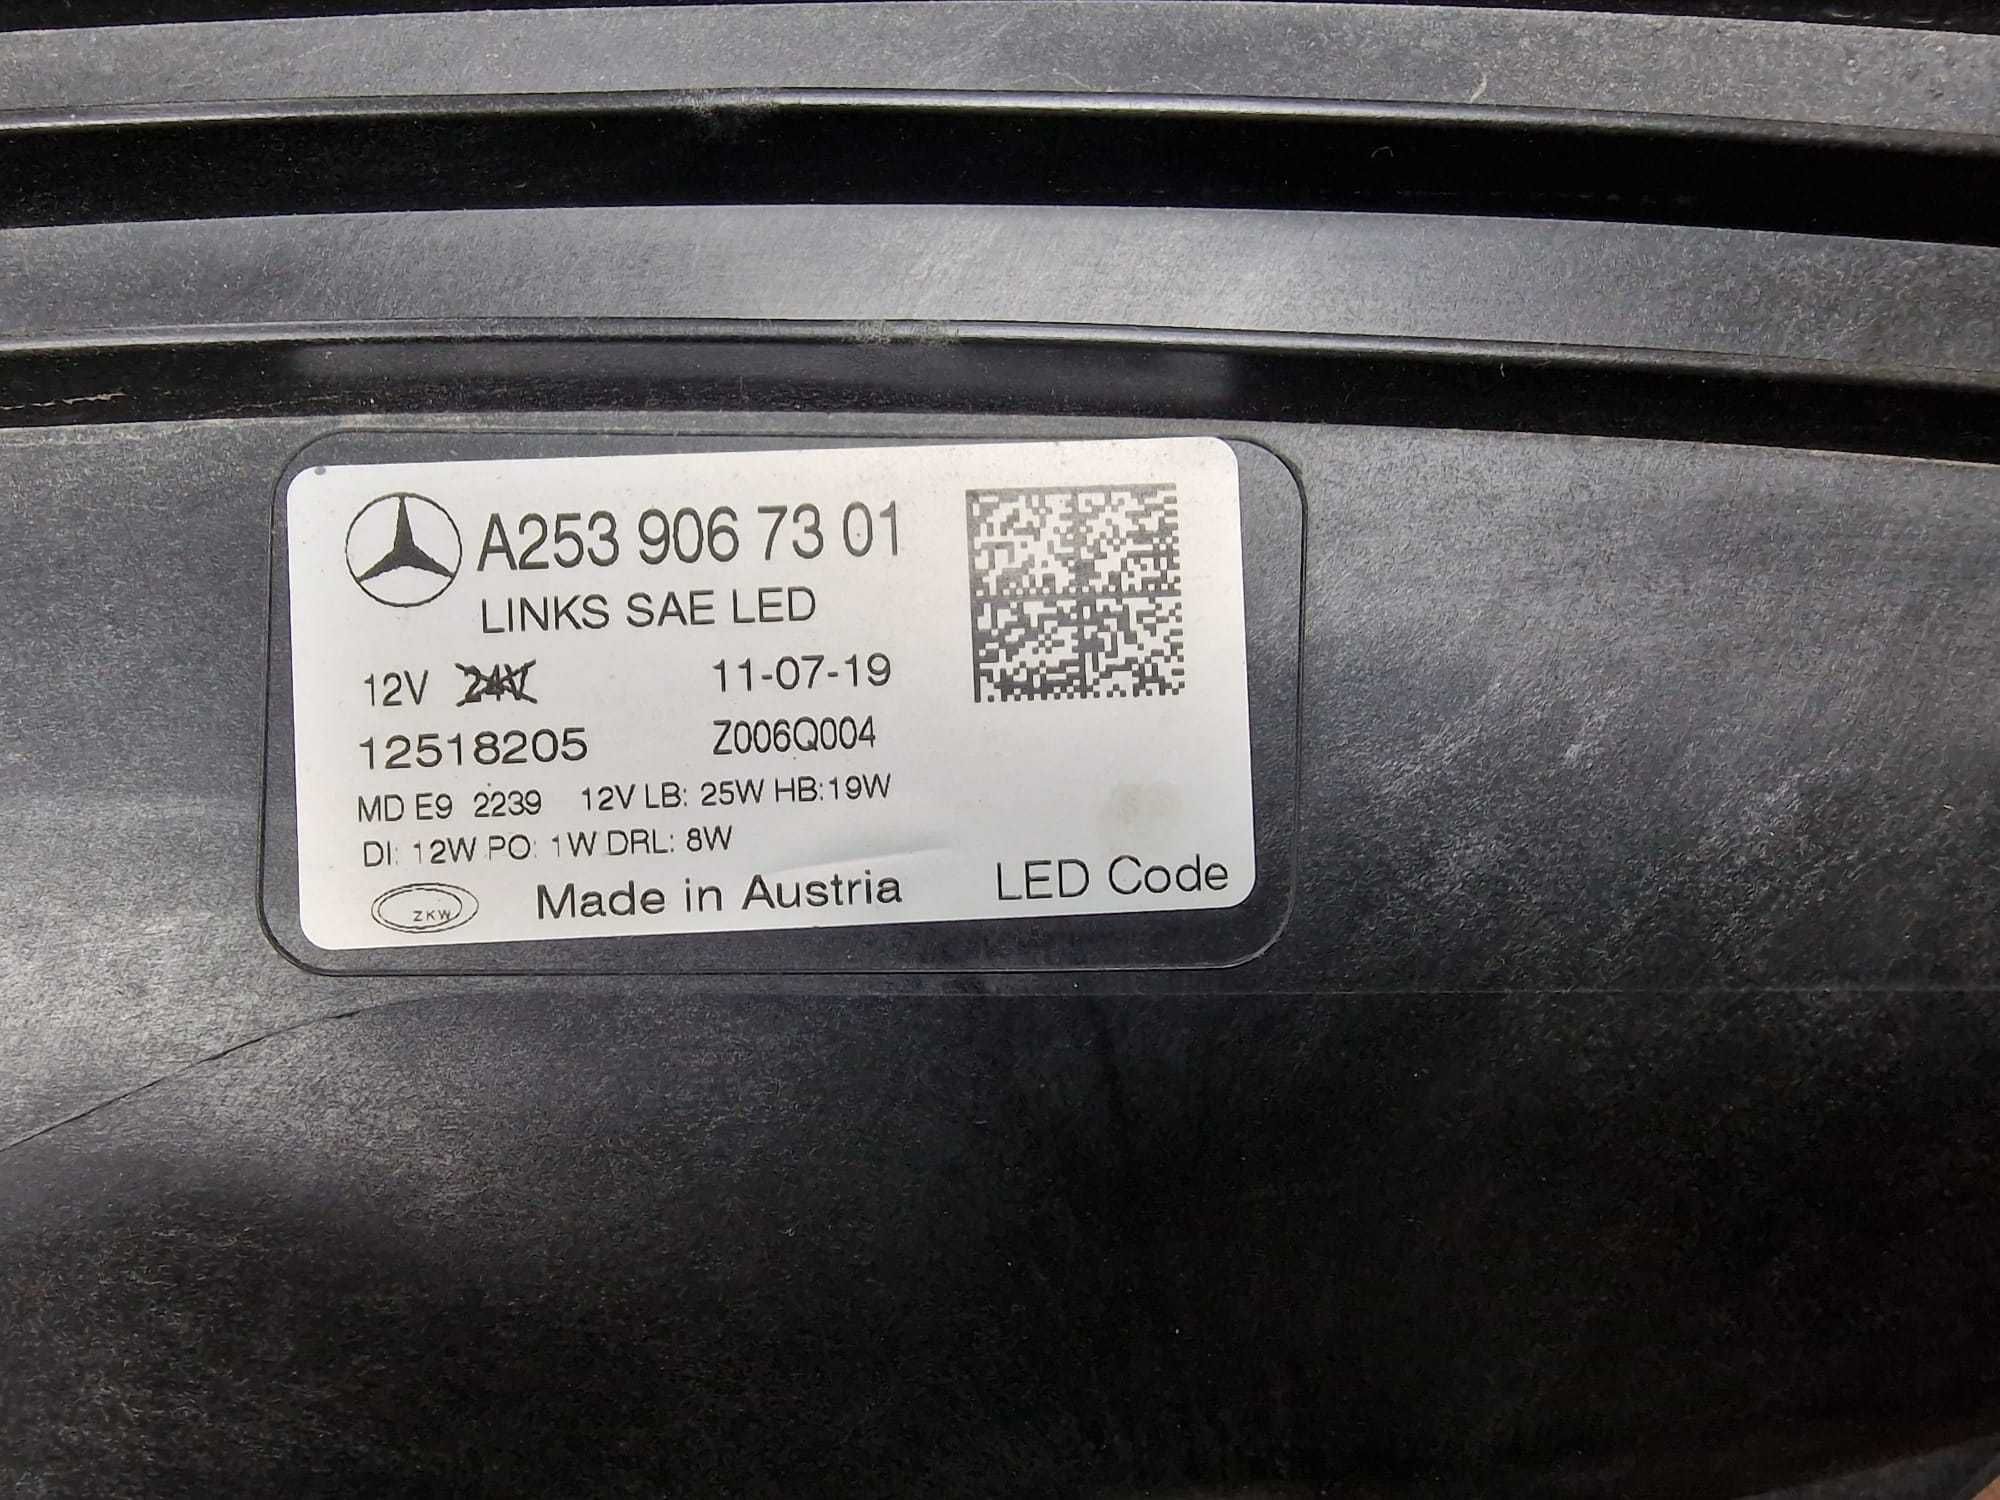 A253 906 73 01
LINKS SAE LED
12V 24V 11-07-19
12518205 Z006Q004
MD E9 2239 12V LB: 25W HB:19W
DI: 12W PO: 1W DRL: 8W
ZKW Made in Austria LED Code